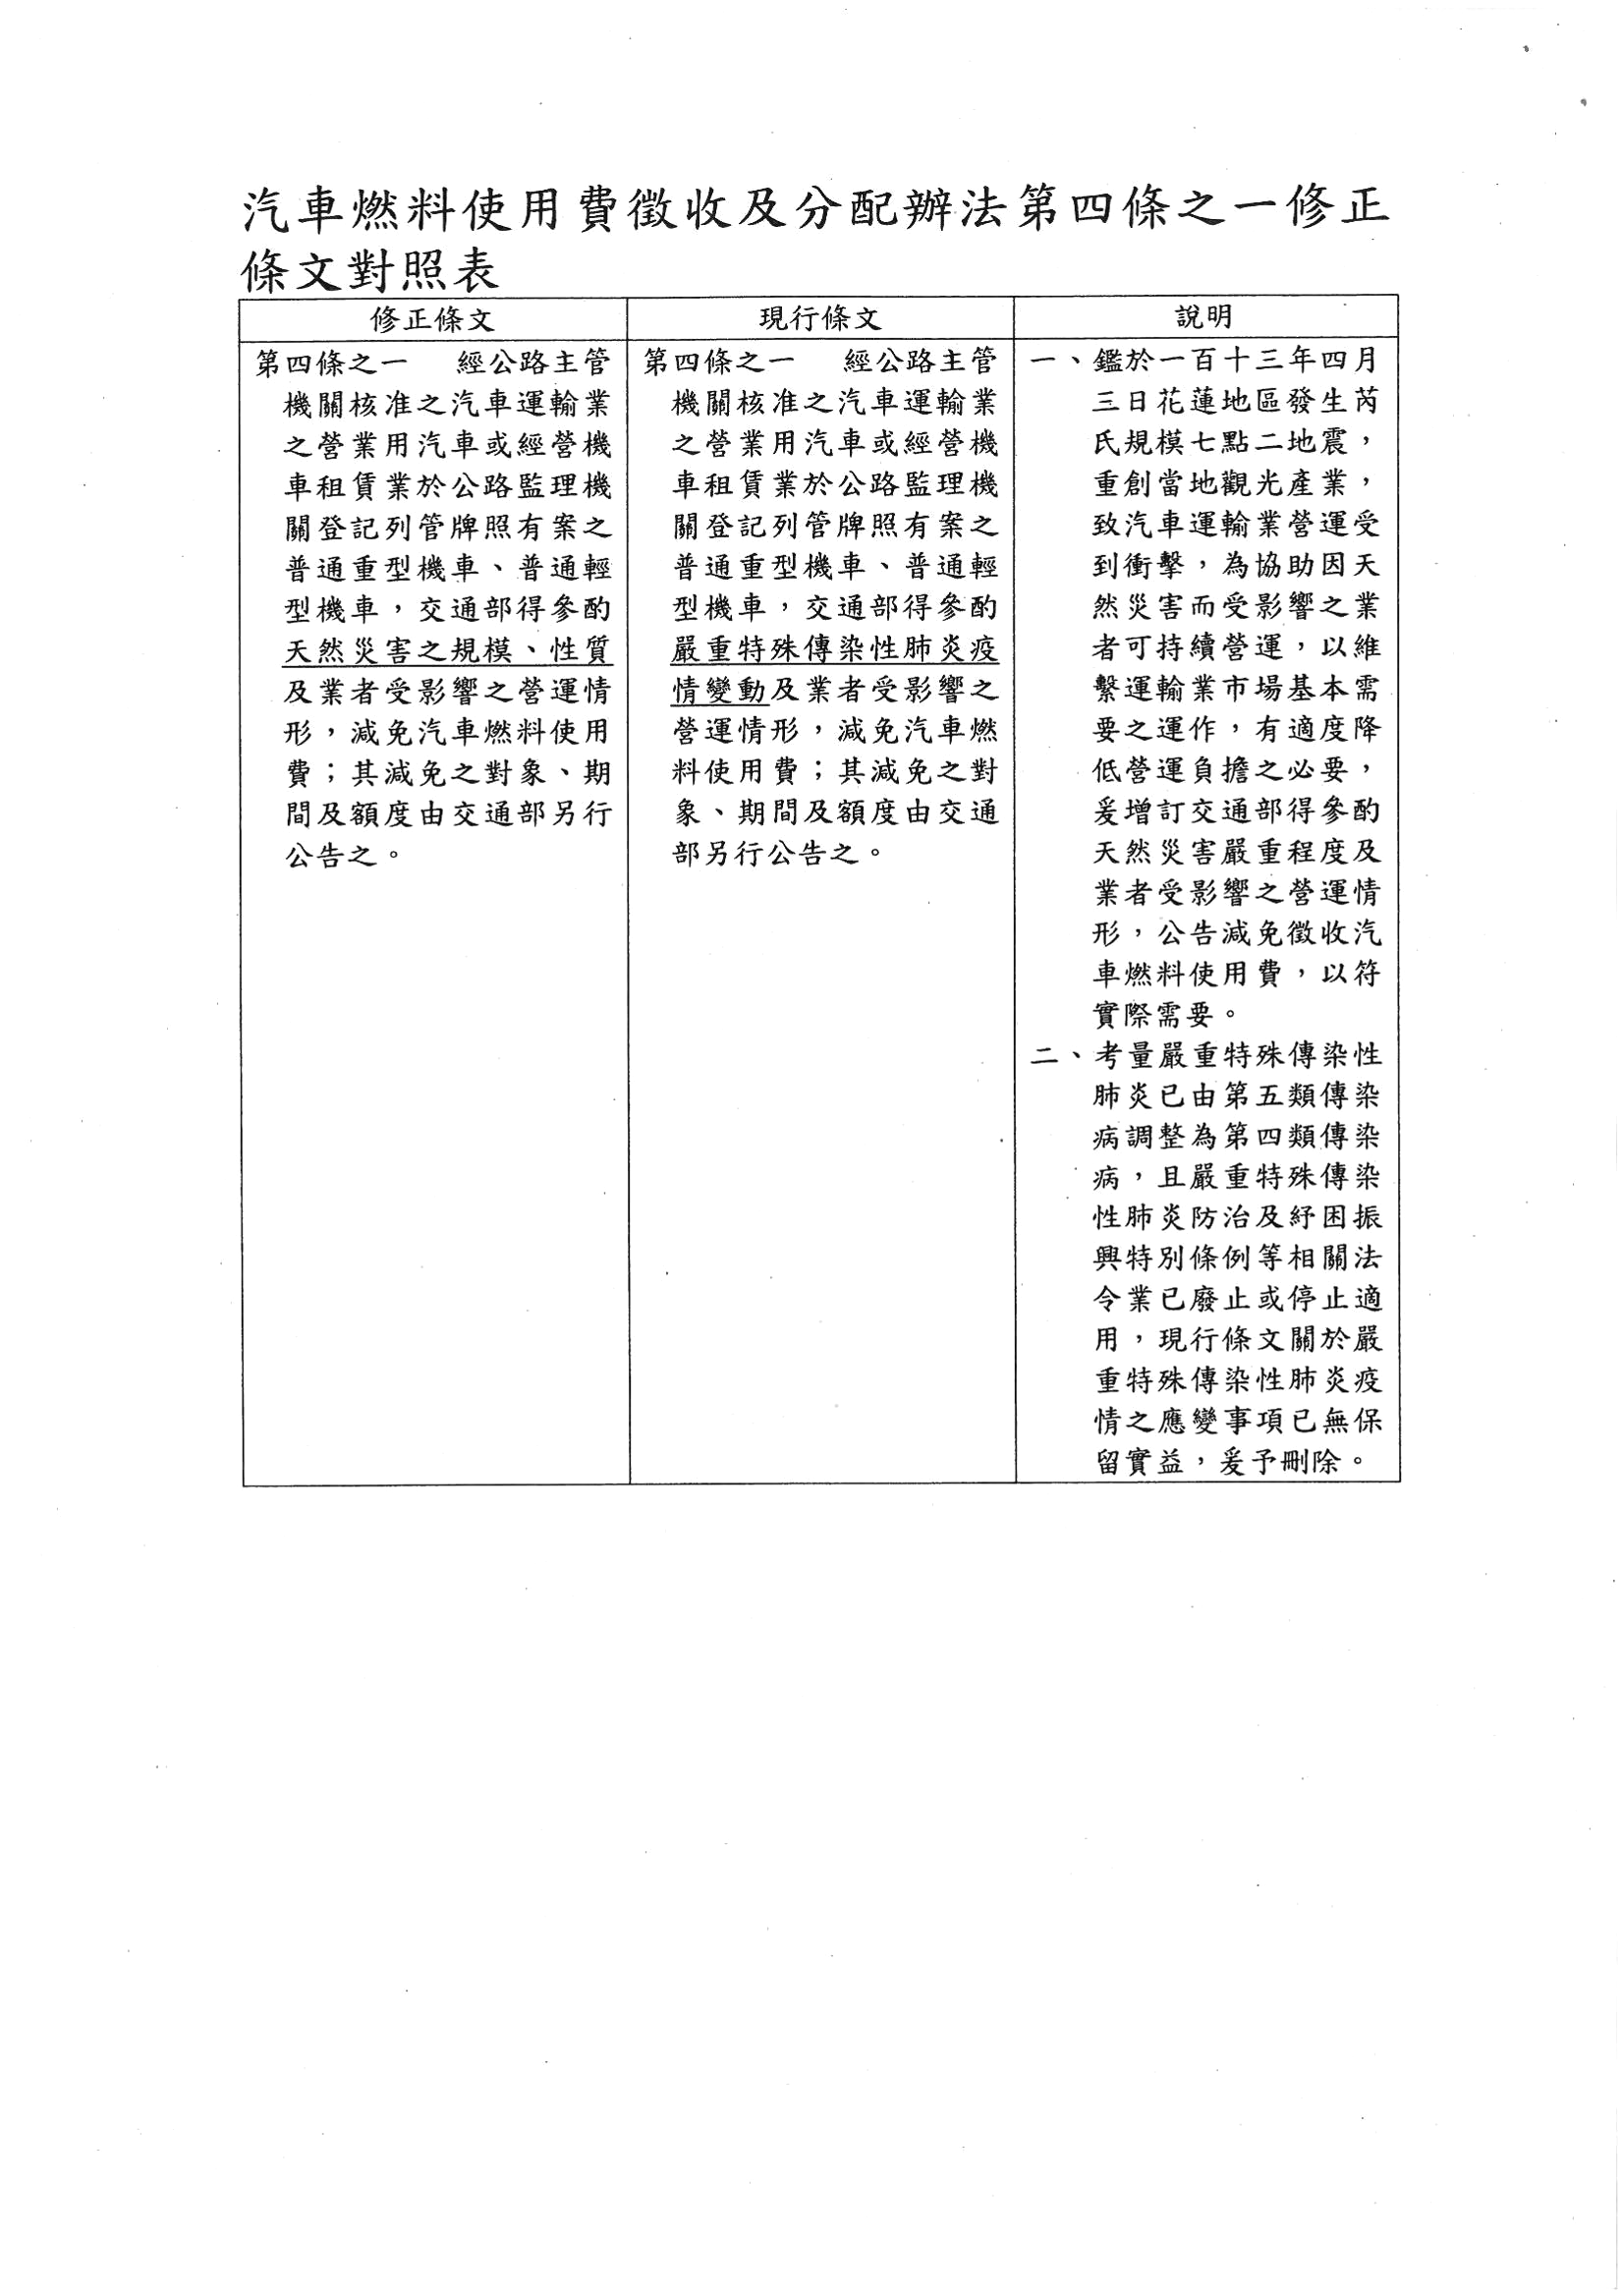 汽車燃料使用費徵收及分配辦法第四條之一修正
條文對照表
修正條文
現行條文
說明
第四條之一　經公路主管
機關核准之汽車運輸業
之營業用汽車或經營機
車租賃業於公路監理機
關登記列管牌照有案之
普通重型機車、普通輕
型機車，交通部得參酌
天然災害之規模、性質
及業者受影響之營運情
形，減免汽車燃料使用
費；其減免之對象、期
間及額度由交通部另行
公告之。
第四條之一　經公路主管
機關核准之汽車運輸業
之營業用汽車或經營機
車租賃業於公路監理機
關登記列管牌照有案之
普通重型機車、普通輕
型機車，交通部得參酌
嚴重特殊傳染性肺炎疫
情變動及業者受影響之
營運情形，減免汽車燃
料使用費；其減免之對
象、期間及額度由交通
部另行公告之。
一、鑑於一百十三年四月
三日花蓮地區發生芮
氏規模七點二地震，
重創當地觀光產業，
致汽車運輸業營運受
到衝擊，為協助因天
然災害而受影響之業
者可持續營運，以維
繫運輸業市場基本需
要之運作，有適度降
低營運負擔之必要，
爰增訂交通部得參酌
天然災害嚴重程度及
業者受影響之營運情
形，公告減免徵收汽
車燃料使用費，以符
實際需要。
二、考量嚴重特殊傳染性
肺炎已由第五類傳染
病調整為第四類傳染
病，且嚴重特殊傳染
性肺炎防治及紓困振
興特別條例等相關法
令業已廢止或停止適
用，現行條文關於嚴
重特殊傳染性肺炎疫
情之應變事項已無保
留實益，爰予刪除。